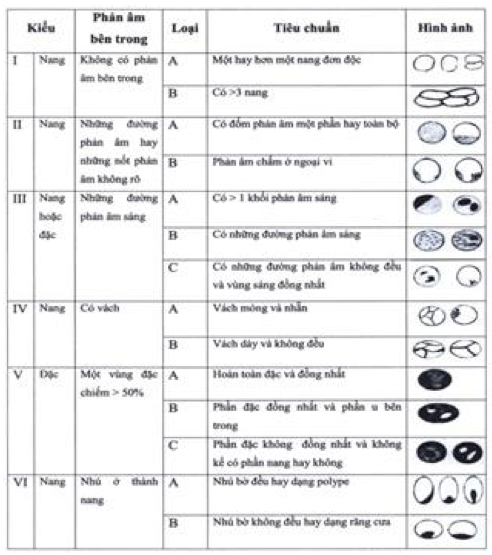 Kiểu Phản âm bên trong Loại Tiêu chuẩn Hình ảnh
I Nang Không có phản âm bên trong A Một hay hơn một nang đơn độc
B Có >3 nang
II Nang Những đường phản âm hay những nốt phản âm không rõ A Có đốm phản âm một phần hay toàn bộ
B Phản âm chấm ở ngoại vi
III Nang hoặc đặc Những đường phản âm sáng A Có > 1 khối phản âm sáng
B Có những đường phản âm sáng
C Có những đường phản âm không đều và vùng sáng đồng nhất
IV Nang Có vách A Vách mỏng và nhẵn
B Vách dày và không đều
V Đặc Một vùng đặc chiếm > 50% A Hoàn toàn đặc và đồng nhất
B Phần đặc đồng nhất và phần u bên trong
C Phần đặc không đồng nhất và không kể có phần nang hay không
VI Nang Nhú ở thành nang A Nhú bờ đều hay dạng polype
B Nhú bờ không đều hay dạng răng cưa